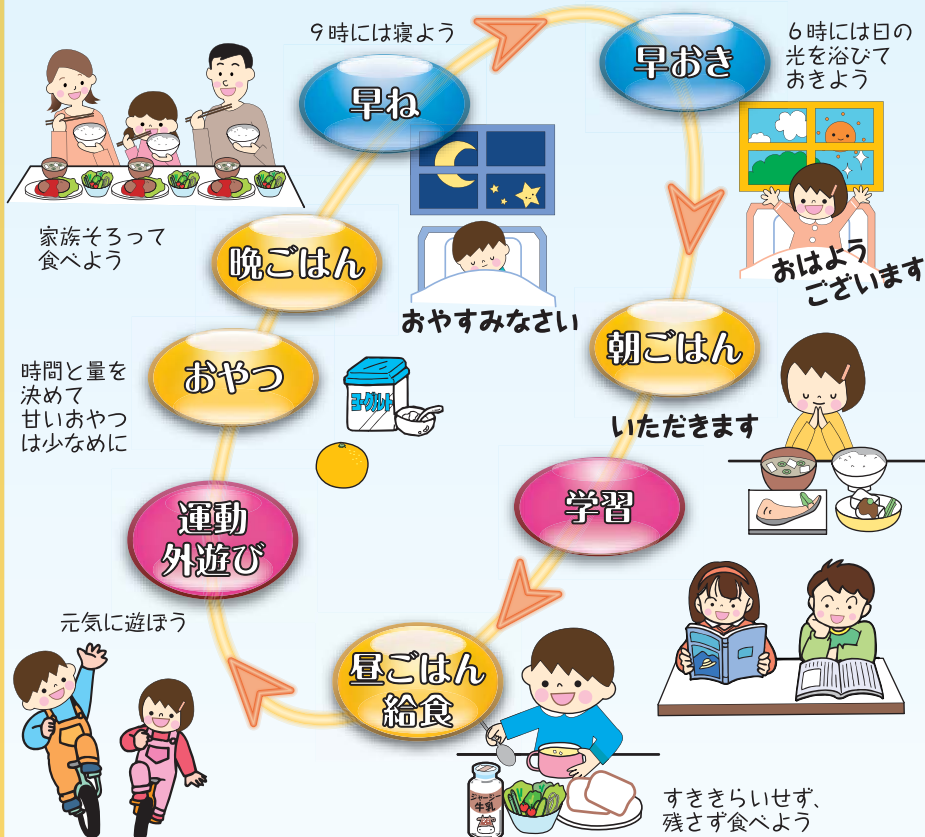 9時には寝よう
早ね
早おき
6時には日の
光を浴びて
おきよう
おはよう
ございます
おやすみなさい
朝ごはん
いただきます
学習
昼ごはん
給食
ジャージー
牛乳
すききらいせず、
残さず食べよう
運動
外遊び
元気に遊ぼう
おやつ
時間と量を
決めて
甘いおやつ
は少なめに
ヨーグルト
晩ごはん
家族そろって
食べよう